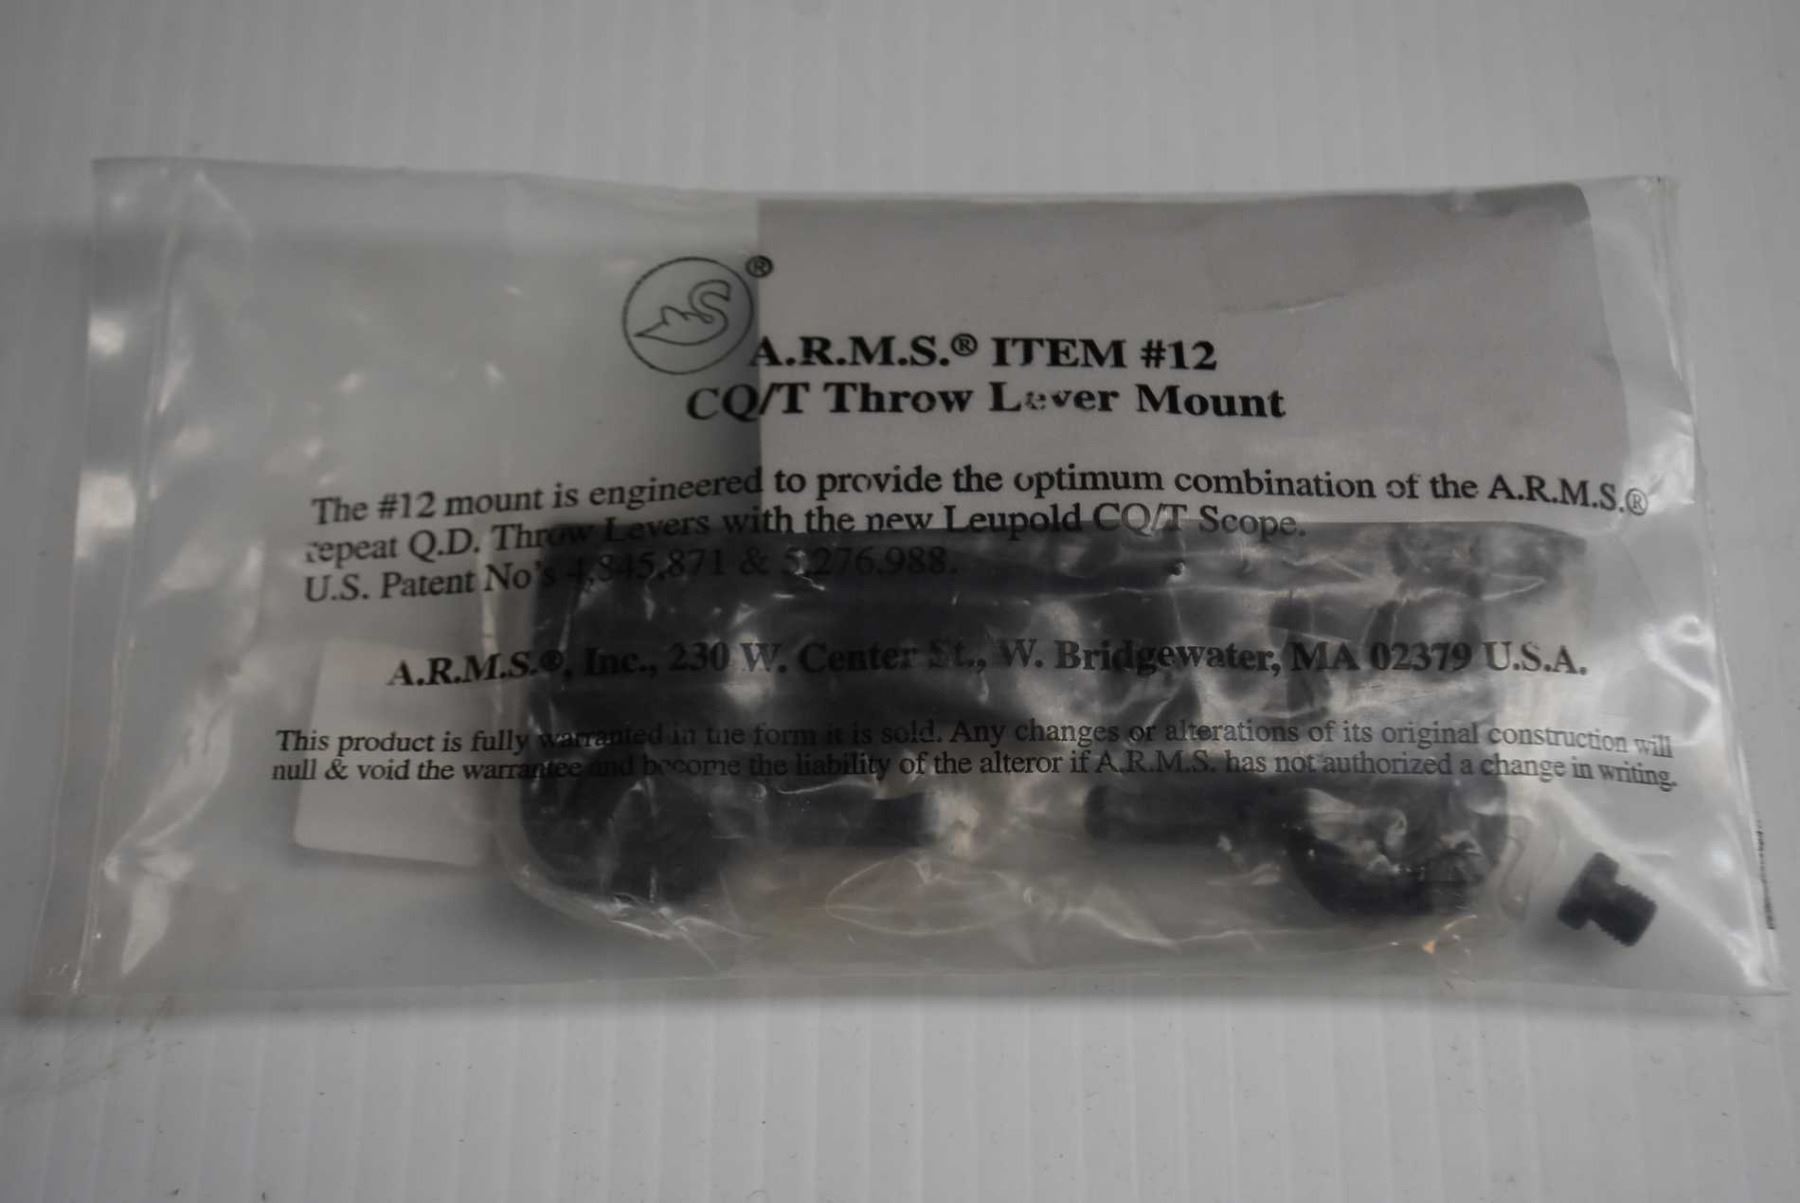 ®
A.R.M.S.® ITEM #12
CQ/T Throw Lever Mount
The #12 mount is engineered to provide the optimum combination of the A.R.M.S.®
repeat Q.D. Throw Levers with the new Leupold CQ/T Scope.
U.S. Patent No's 4,845,871 & 5,276,988.
A.R.M.S.®, Inc., 230 W. Center St., W. Bridgewater, MA 02379 U.S.A.
This product is fully warranted in the form it is sold. Any changes or alterations of its original construction will
null & void the warrantee and become the liability of the alteror if A.R.M.S. has not authorized a change in writing.